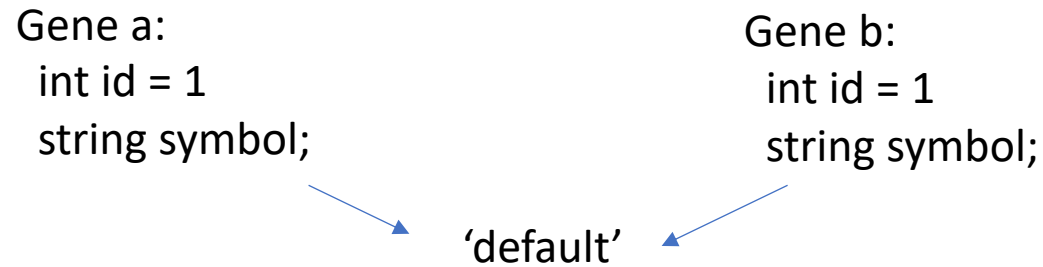 Gene a:
int id = 1
string symbol;
Gene b:
int id = 1
string symbol;
‘default’